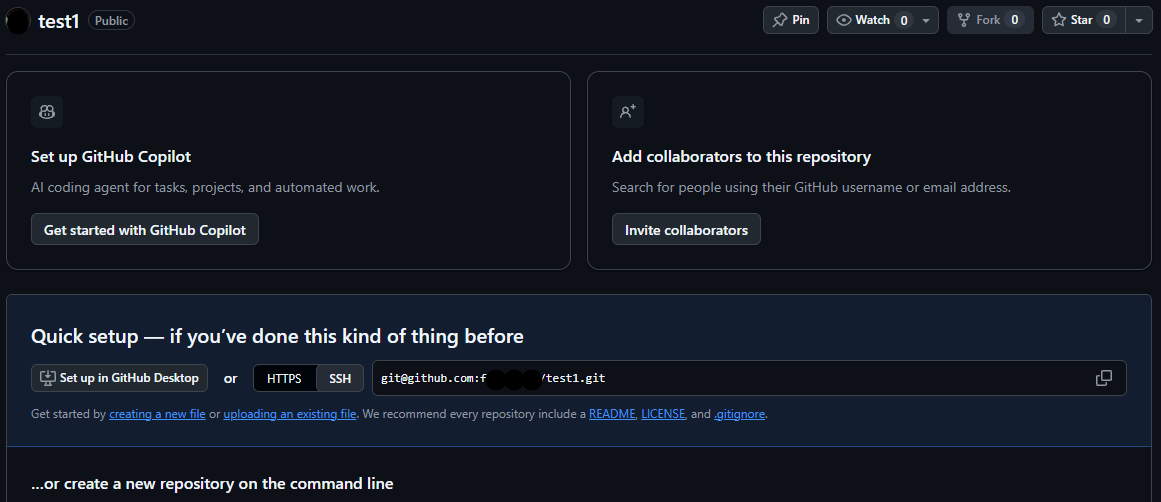 test1 Public Pin Watch 0 Fork 0 Star 0
Set up GitHub Copilot
AI coding agent for tasks, projects, and automated work.
Get started with GitHub Copilot
Add collaborators to this repository
Search for people using their GitHub username or email address.
Invite collaborators
Quick setup — if you’ve done this kind of thing before
Set up in GitHub Desktop or HTTPS SSH git@github.com:f /test1.git
Get started by creating a new file or uploading an existing file. We recommend every repository include a README, LICENSE, and .gitignore.
...or create a new repository on the command line